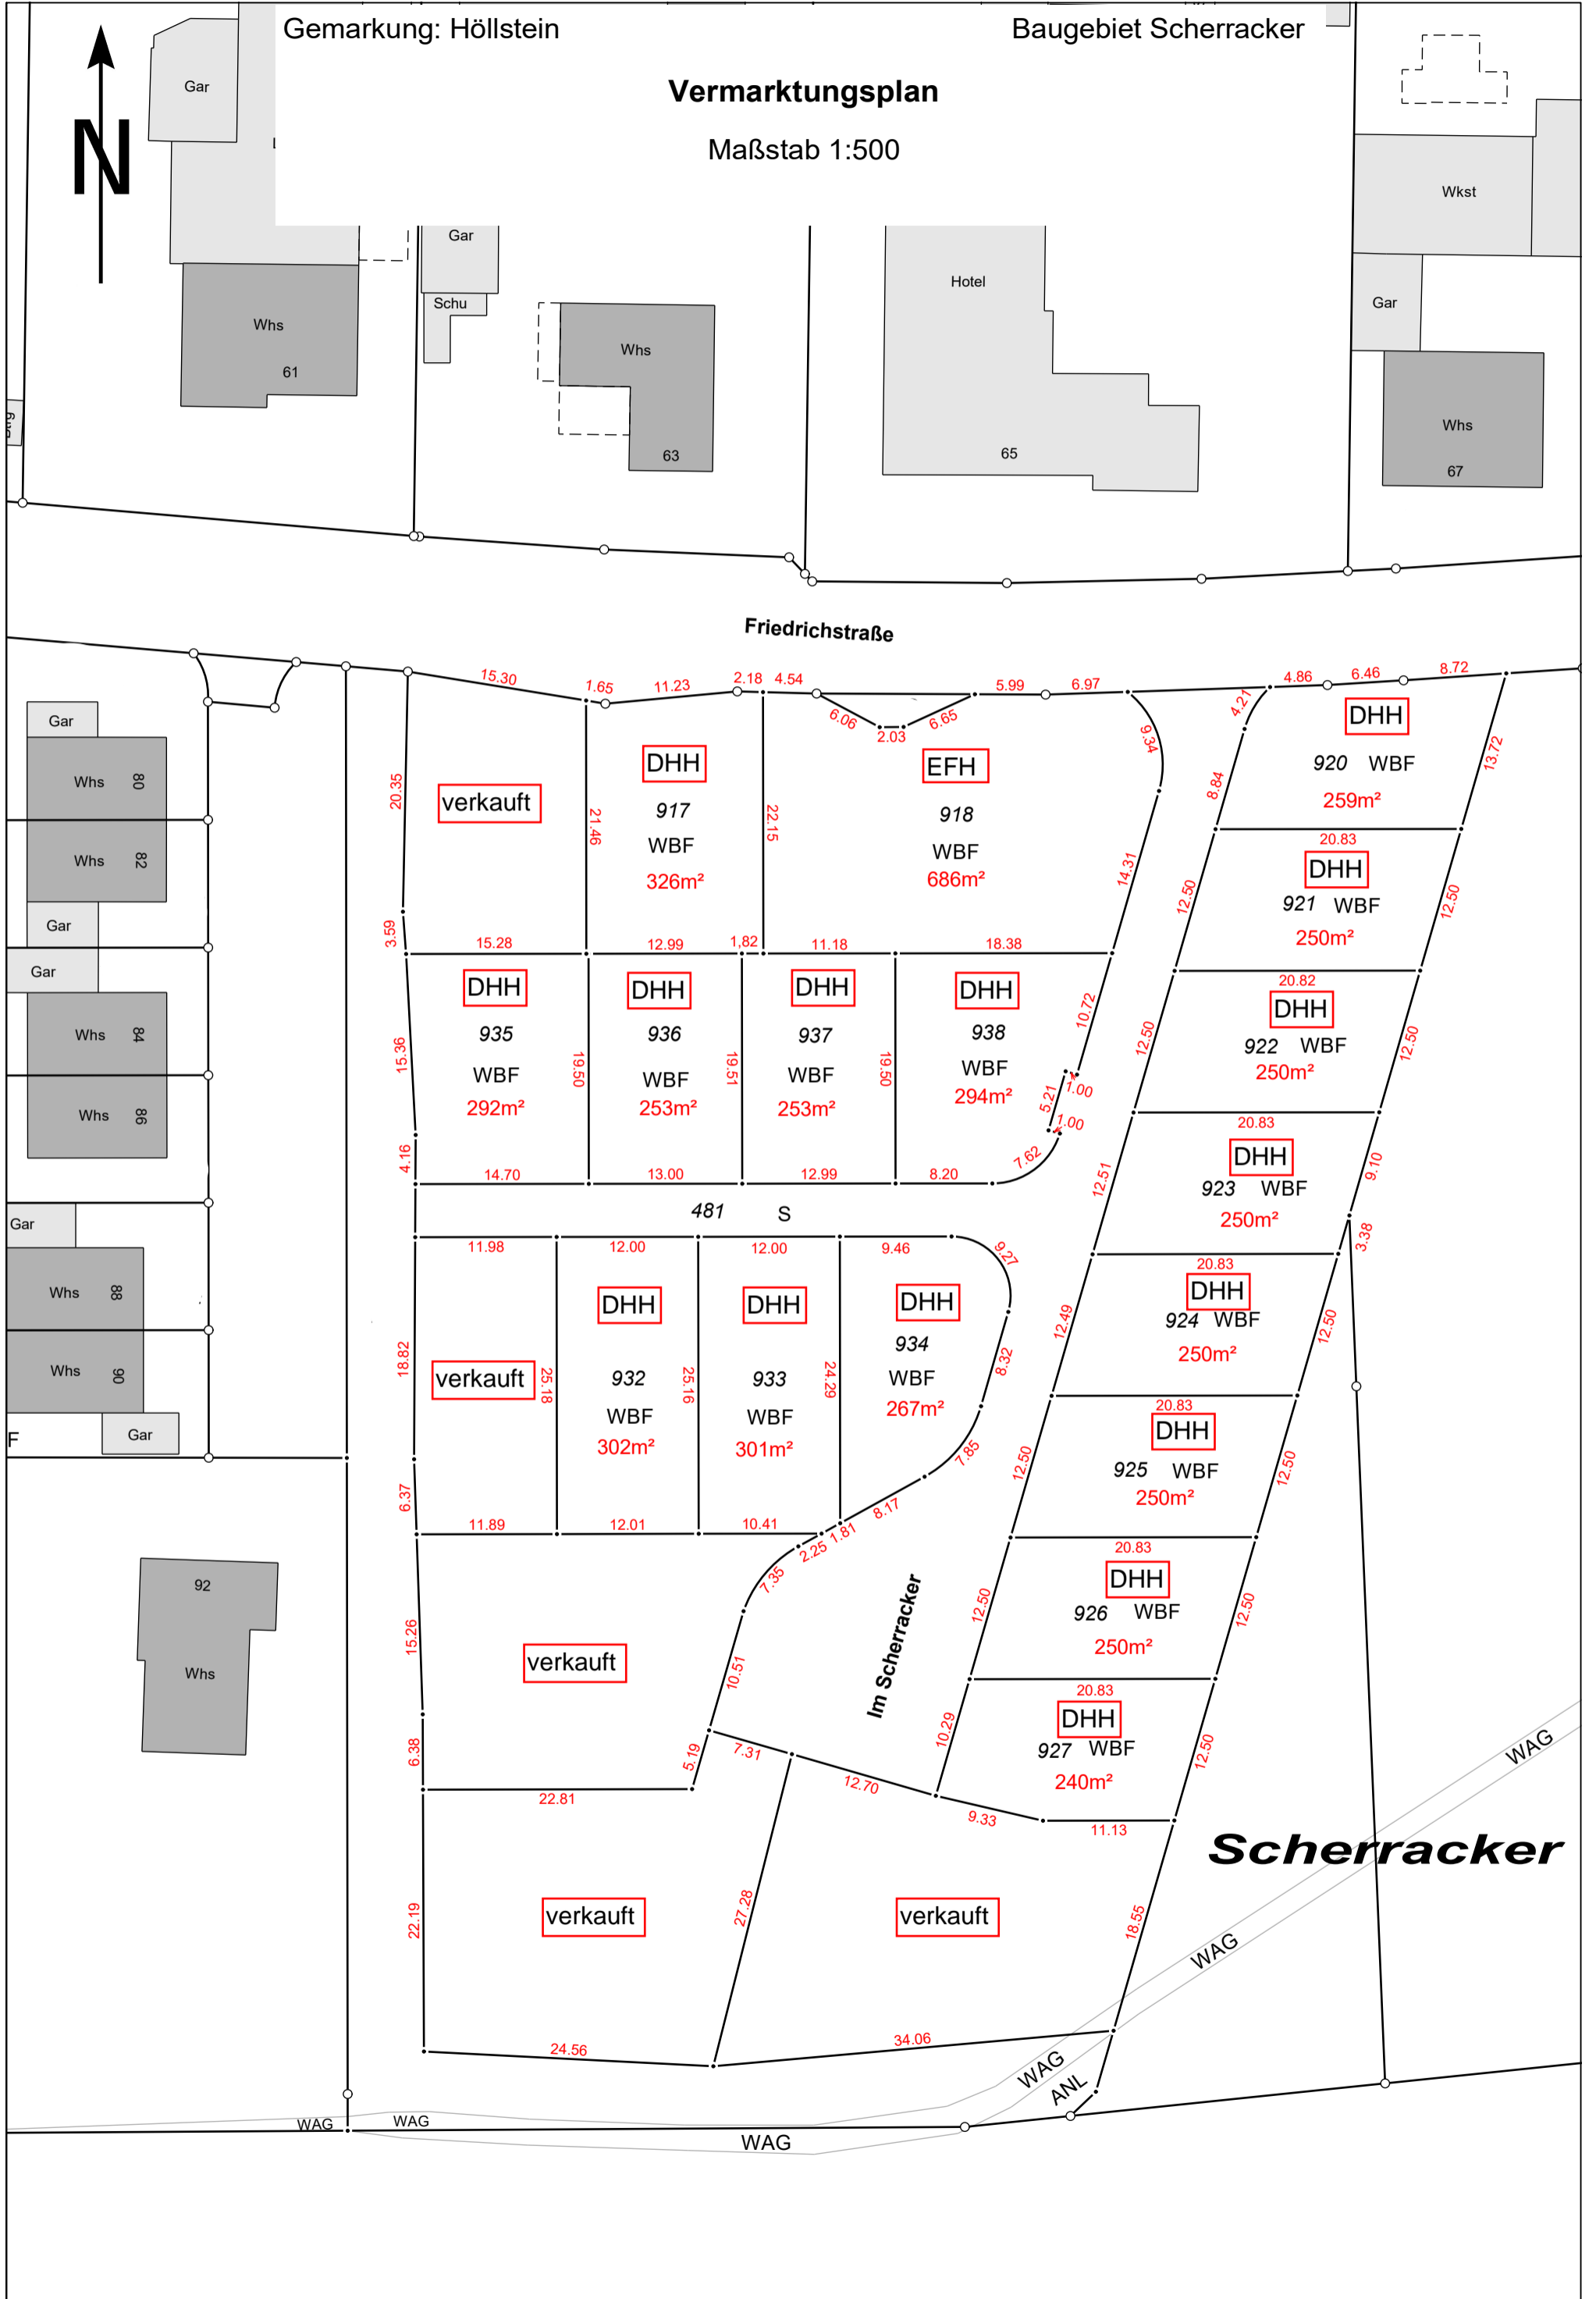 Gemarkung: Höllstein
Baugebiet Scherracker
Vermarktungsplan
Maßstab 1:500
N
Gar
Gar
Schu
Whs
61
Whs
63
Hotel
65
Wkst
Gar
Whs
67
Friedrichstraße
15.30
1.65
11.23
2.18
4.54
5.99
6.97
4.86
6.46
8.72
6.06
2.03
6.65
9.34
4.21
Gar
Whs 80
Whs 82
Gar
Gar
Whs 84
Whs 86
Gar
Whs 88
Whs 90
Gar
F
92
Whs
20.35
verkauft
21.46
DHH
917
WBF
326m²
22.15
EFH
918
WBF
686m²
14.31
8.84
DHH
920 WBF
259m²
13.72
20.83
3.59
15.28
12.99
1,82
11.18
18.38
12.50
DHH
921 WBF
250m²
12.50
20.82
15.36
4.16
DHH
935
WBF
292m²
19.50
DHH
936
WBF
253m²
19.51
DHH
937
WBF
253m²
19.50
DHH
938
WBF
294m²
10.72
1.00
5.21
1.00
7.62
12.50
DHH
922 WBF
250m²
12.50
20.83
14.70
13.00
12.99
8.20
12.51
DHH
923 WBF
250m²
9.10
3.38
20.83
481 S
11.98
12.00
12.00
9.46
9.27
18.82
verkauft
25.18
DHH
932
WBF
302m²
25.16
DHH
933
WBF
301m²
24.29
DHH
934
WBF
267m²
8.32
7.85
8.17
1.81
2.25
7.35
12.49
DHH
924 WBF
250m²
12.50
20.83
12.50
DHH
925 WBF
250m²
12.50
20.83
6.37
11.89
12.01
10.41
12.50
DHH
926 WBF
250m²
12.50
20.83
15.26
verkauft
10.51
Im Scherracker
10.29
DHH
927 WBF
240m²
12.50
6.38
5.19
7.31
12.70
9.33
11.13
22.81
WAG
Scherracker
22.19
verkauft
27.28
verkauft
18.55
WAG
24.56
34.06
WAG
ANL
WAG
WAG
WAG